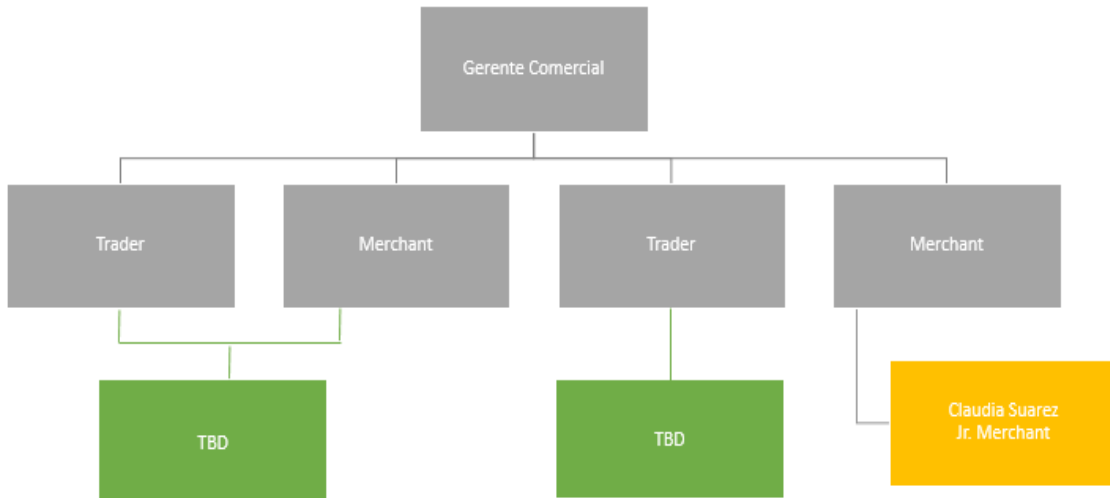 Gerente Comercial
Trader
Merchant
Trader
Merchant
TBD
TBD
Claudia Suarez
Jr. Merchant